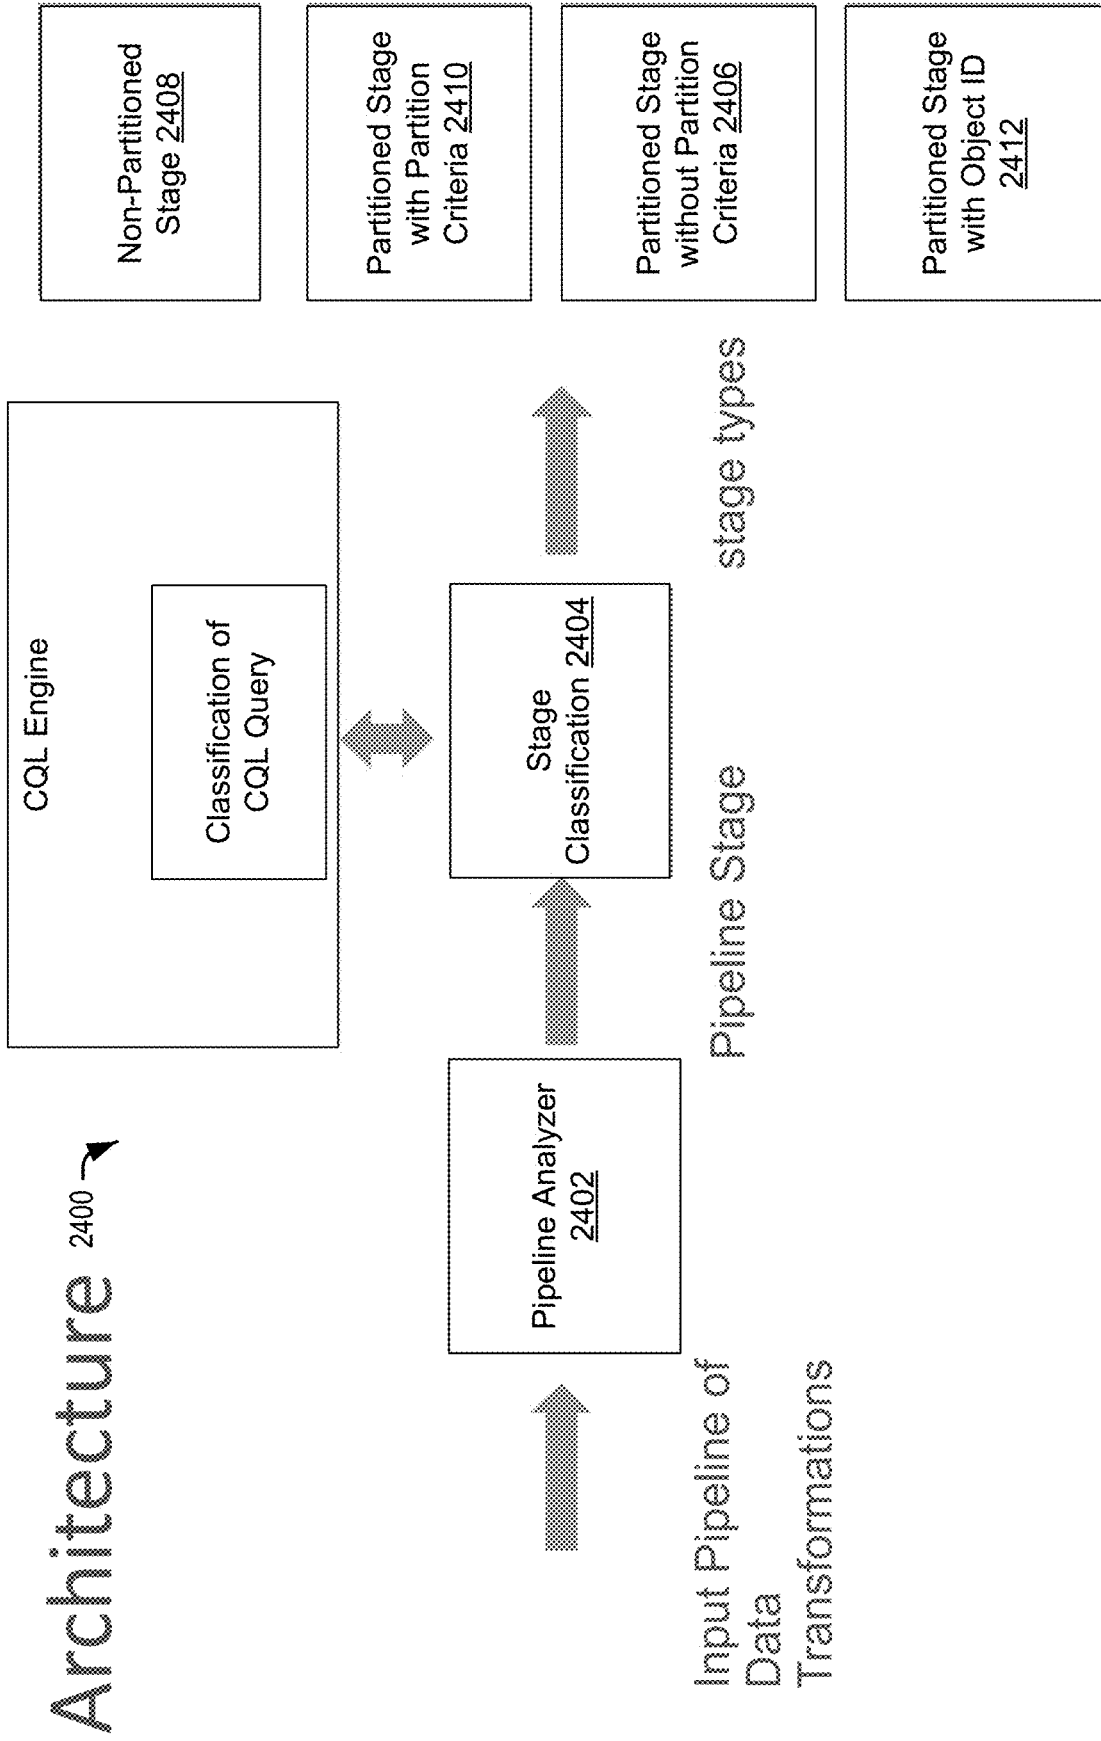 Architecture 2400
CQL Engine
Classification of
CQL Query
Input Pipeline of
Data
Transformations
Pipeline Analyzer
2402
Pipeline Stage
Stage
Classification 2404
stage types
Non-Partitioned
Stage 2408
Partitioned Stage
with Partition
Criteria 2410
Partitioned Stage
without Partition
Criteria 2406
Partitioned Stage
with Object ID
2412